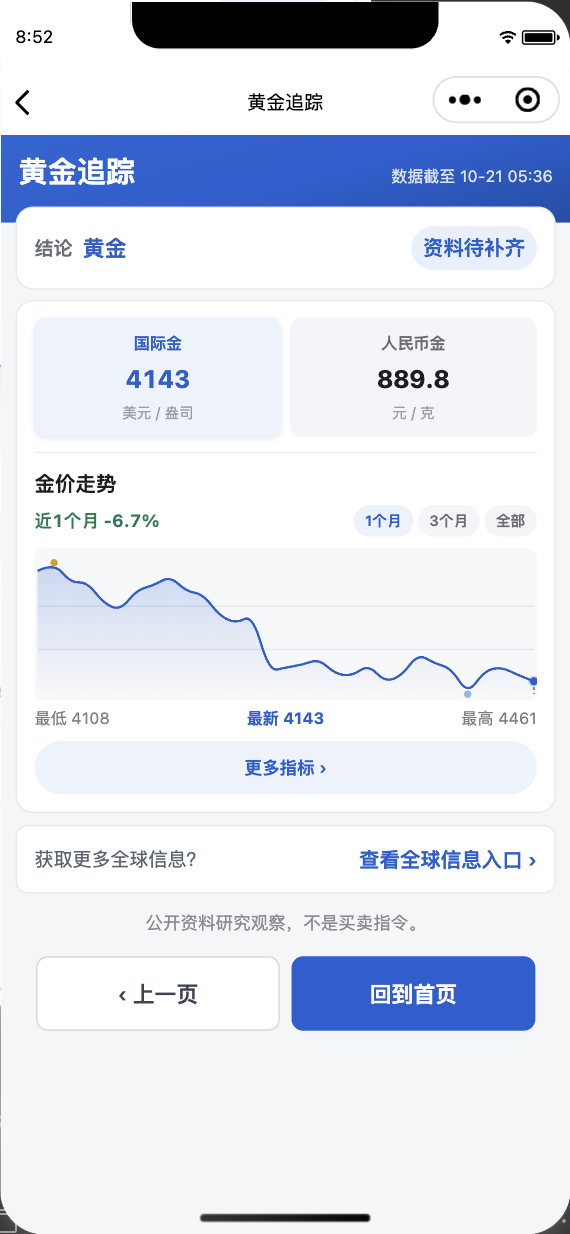 8:52
黄金追踪
黄金追踪
数据截至 10-21 05:36
结论 黄金
资料待补齐
国际金
4143
美元 / 盎司
人民币金
889.8
元 / 克
金价走势
近1个月 -6.7%
1个月
3个月
全部
最低 4108
最新 4143
最高 4461
更多指标 ›
获取更多全球信息?
查看全球信息入口 ›
公开资料研究观察，不是买卖指令。
‹ 上一页
回到首页